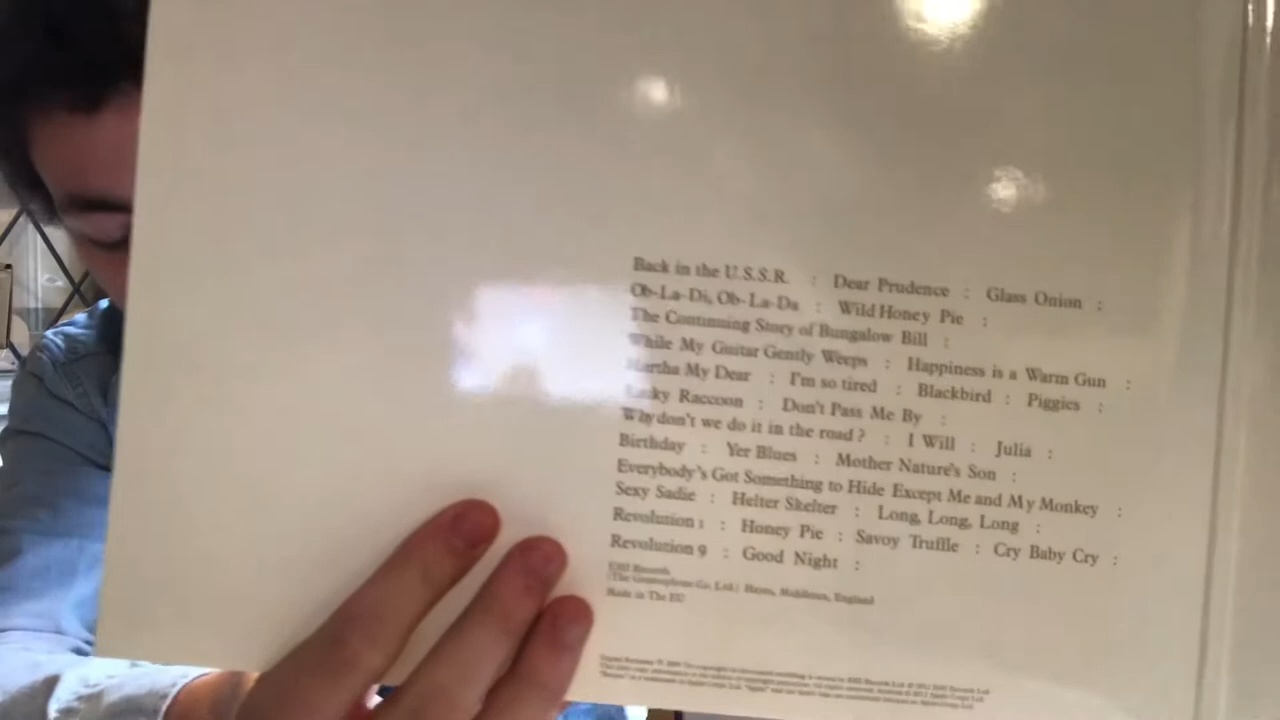 Back in the U.S.S.R. : Dear Prudence : Glass Onion :
Ob-La-Di, Ob-La-Da : Wild Honey Pie :
The Continuing Story of Bungalow Bill :
While My Guitar Gently Weeps : Happiness is a Warm Gun :
Martha My Dear : I'm so tired : Blackbird : Piggies :
Rocky Raccoon : Don't Pass Me By :
Why don't we do it in the road? : I Will : Julia :
Birthday : Yer Blues : Mother Nature's Son :
Everybody's Got Something to Hide Except Me and My Monkey :
Sexy Sadie : Helter Skelter : Long, Long, Long :
Revolution 1 : Honey Pie : Savoy Truffle : Cry Baby Cry :
Revolution 9 : Good Night :
EMI Records
(The Gramophone Co. Ltd.) Hayes, Middlesex, England
Made in The EU